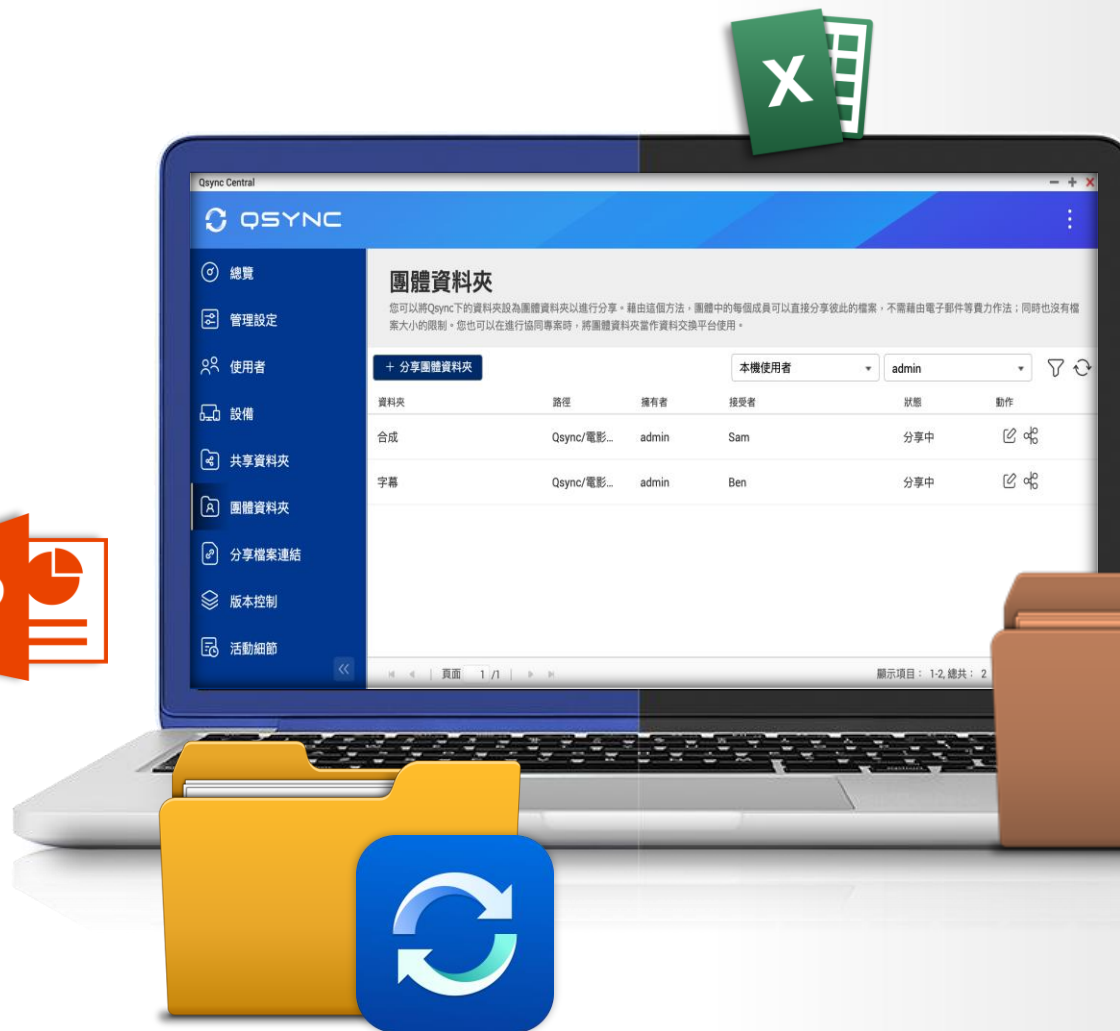 X
Qsync Central
QSYNC
總覽
管理設定
使用者
設備
共享資料夾
團體資料夾
分享檔案連結
版本控制
活動細節
團體資料夾
您可以將Qsync下的資料夾設為團體資料夾以進行分享。藉由這個方法，團體中的每個成員可以直接分享彼此的檔案，不需藉由電子郵件等費力作法；同時也沒有檔
案大小的限制。您也可以在進行協同專案時，將團體資料夾當作資料交換平台使用。
+ 分享團體資料夾 本機使用者 admin
資料夾 路徑 擁有者 接受者 狀態 動作
合成 Qsync/電影... admin Sam 分享中
字幕 Qsync/電影... admin Ben 分享中
頁面 1 /1 顯示項目： 1-2, 總共： 2